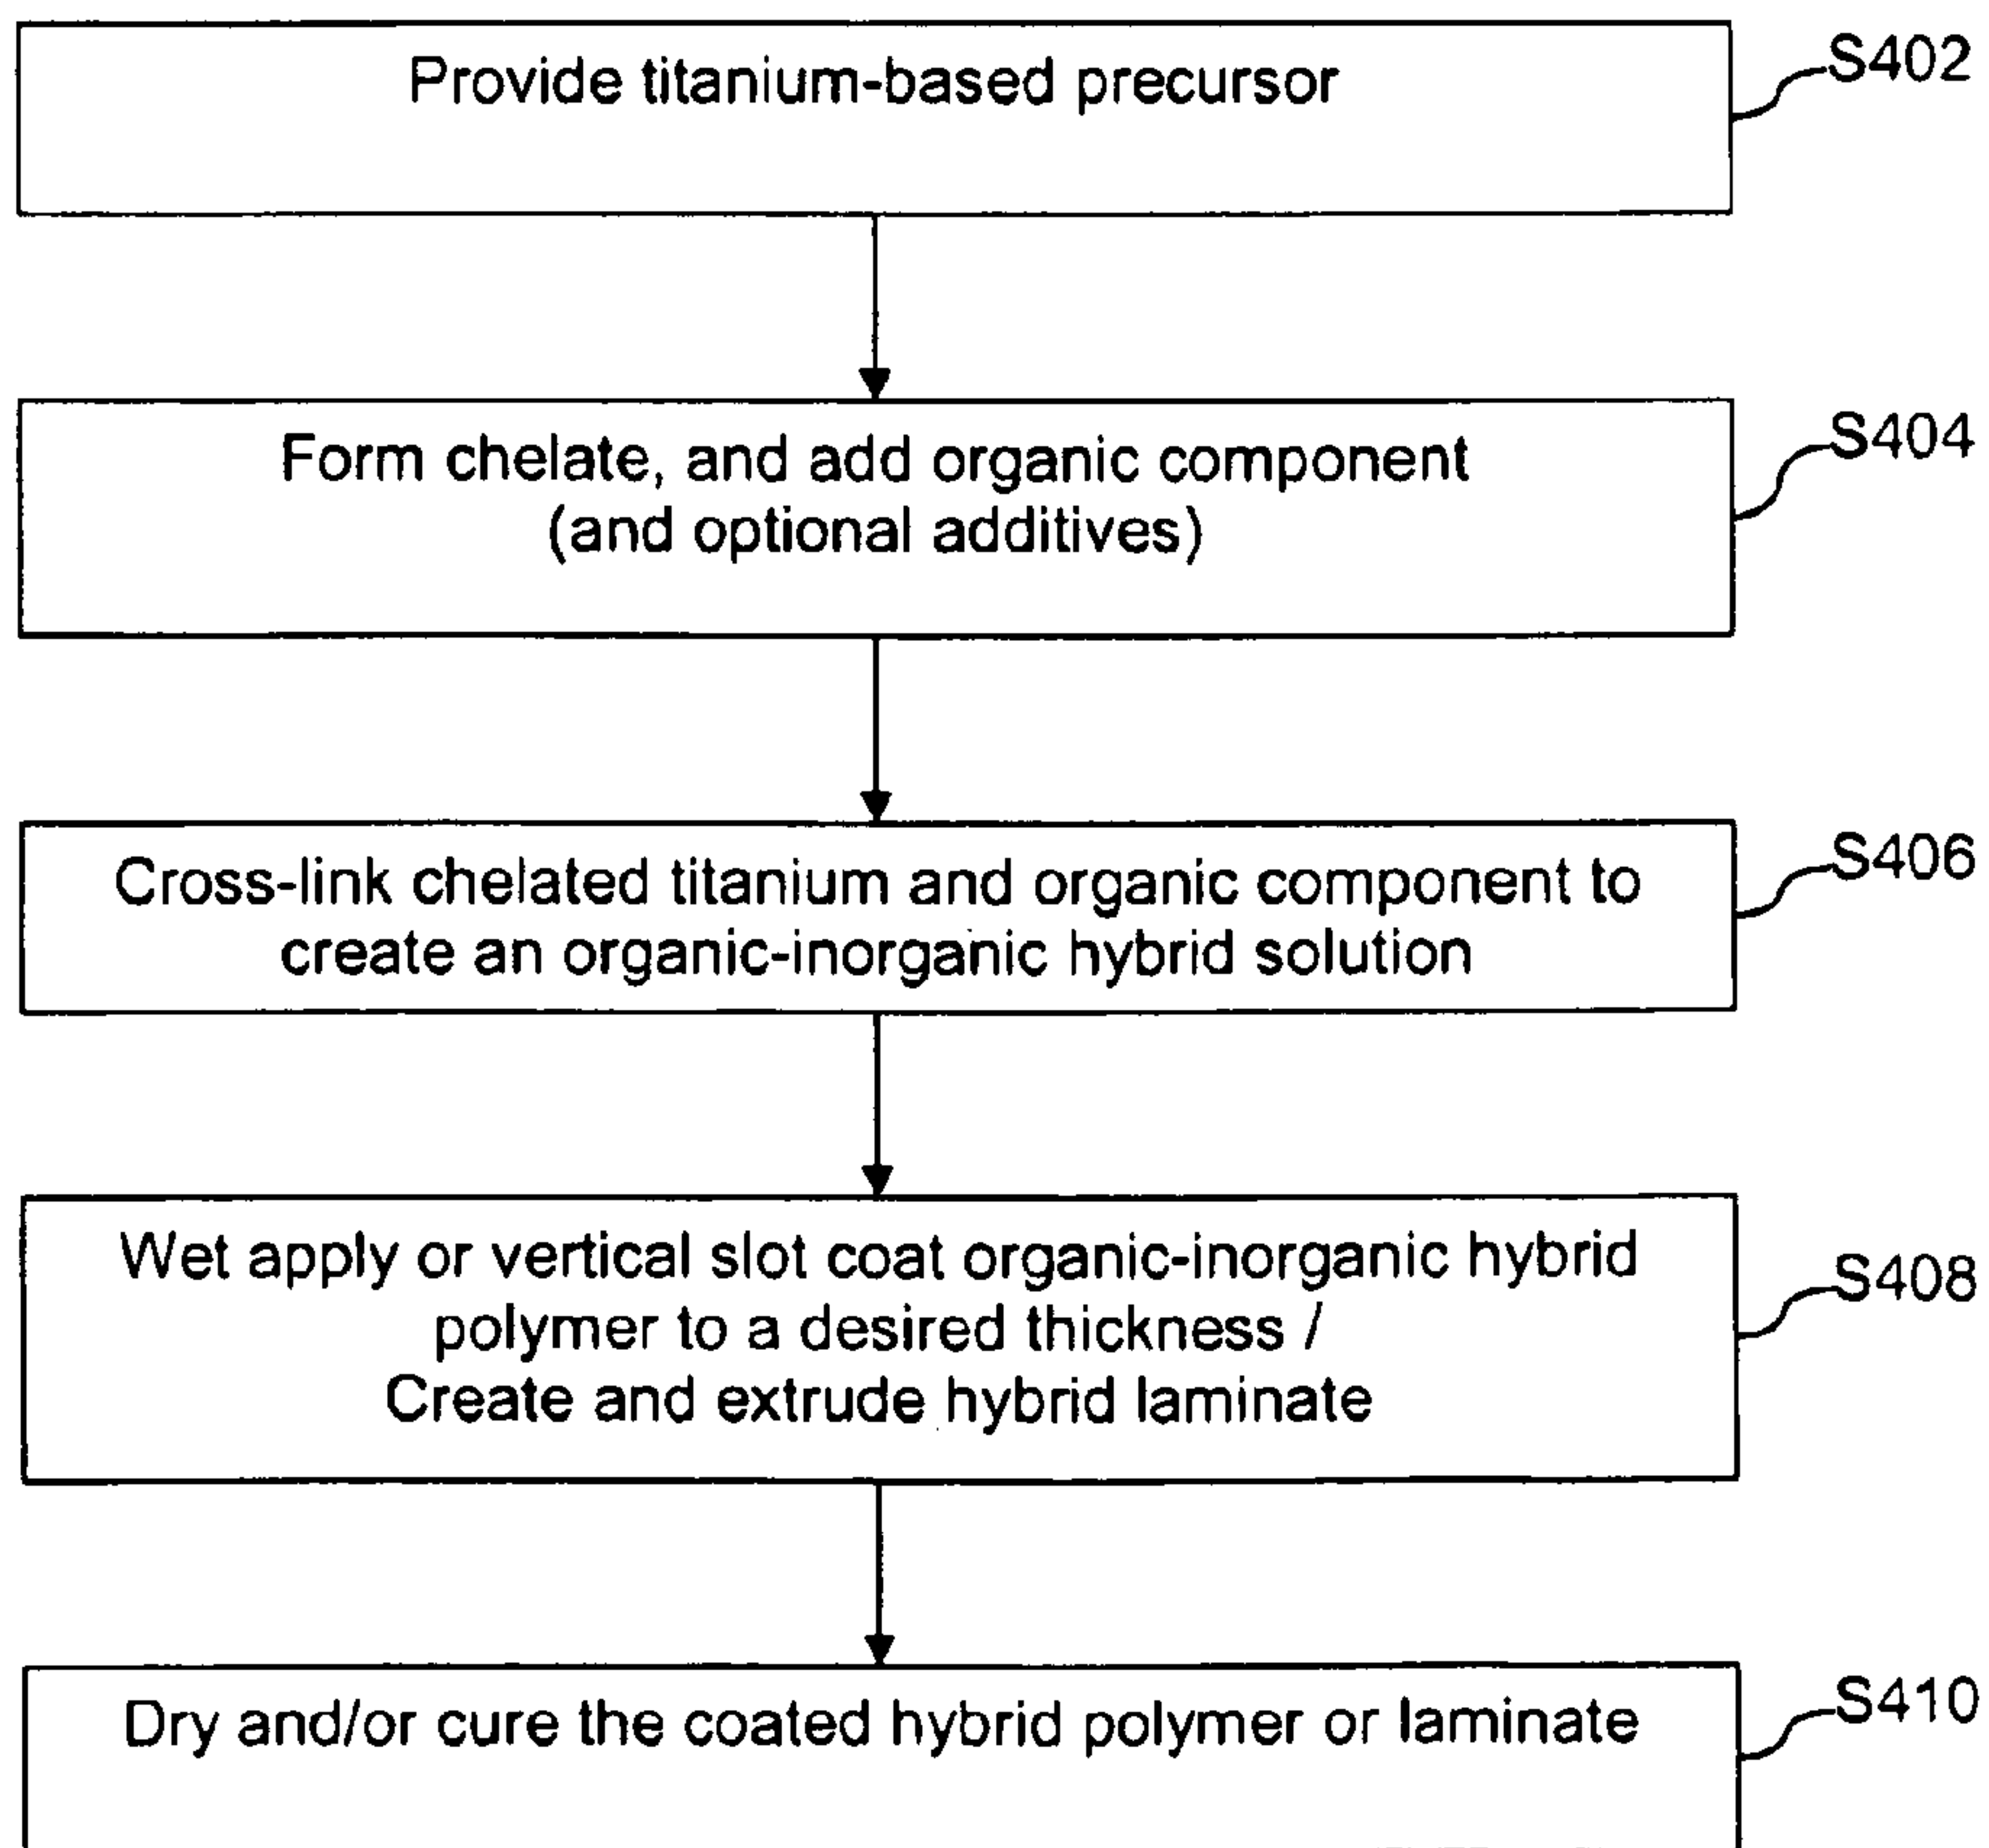 Provide titanium-based precursor
S402
Form chelate, and add organic component
(and optional additives)
S404
Cross-link chelated titanium and organic component to
create an organic-inorganic hybrid solution
S406
Wet apply or vertical slot coat organic-inorganic hybrid
polymer to a desired thickness /
Create and extrude hybrid laminate
S408
Dry and/or cure the coated hybrid polymer or laminate
S410